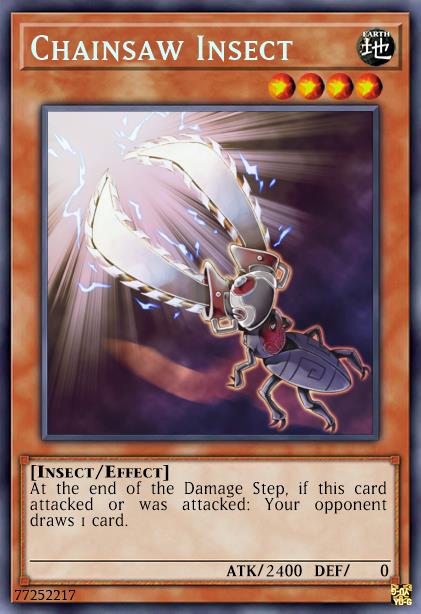 Chainsaw Insect
EARTH
地
[Insect/Effect]
At the end of the Damage Step, if this card
attacked or was attacked: Your opponent
draws 1 card.
ATK/2400 DEF/ 0
77252217